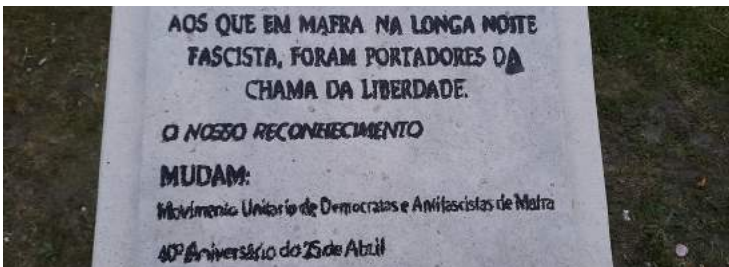 AOS QUE EM MAFRA NA LONGA NOITE
FASCISTA, FORAM PORTADORES DA
CHAMA DA LIBERDADE.
O NOSSO RECONHECIMENTO
MUDAM:
Movimento Unitario de Democratas e Antifascistas de Mafra
40º Aniversário do 25 de Abril